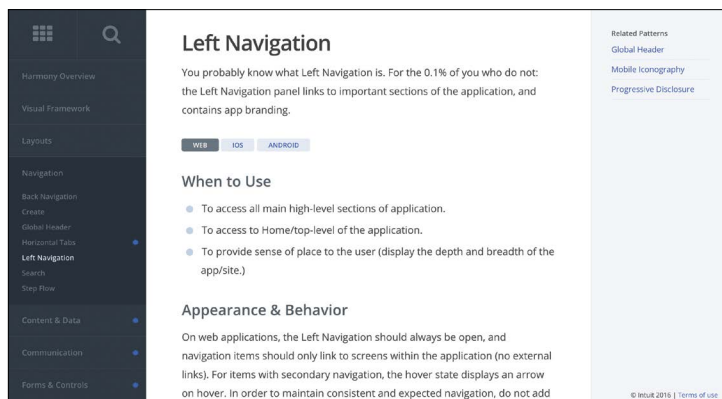 Harmony Overview
Visual Framework
Layouts
Navigation
Back Navigation
Create
Global Header
Horizontal Tabs
Left Navigation
Search
Step Flow
Content & Data
Communication
Forms & Controls
Left Navigation
You probably know what Left Navigation is. For the 0.1% of you who do not:
the Left Navigation panel links to important sections of the application, and
contains app branding.
WEB IOS ANDROID
When to Use
To access all main high-level sections of application.
To access to Home/top-level of the application.
To provide sense of place to the user (display the depth and breadth of the
app/site.)
Appearance & Behavior
On web applications, the Left Navigation should always be open, and
navigation items should only link to screens within the application (no external
links). For items with secondary navigation, the hover state displays an arrow
on hover. In order to maintain consistent and expected navigation, do not add
Related Patterns
Global Header
Mobile Iconography
Progressive Disclosure
© Intuit 2016 | Terms of use